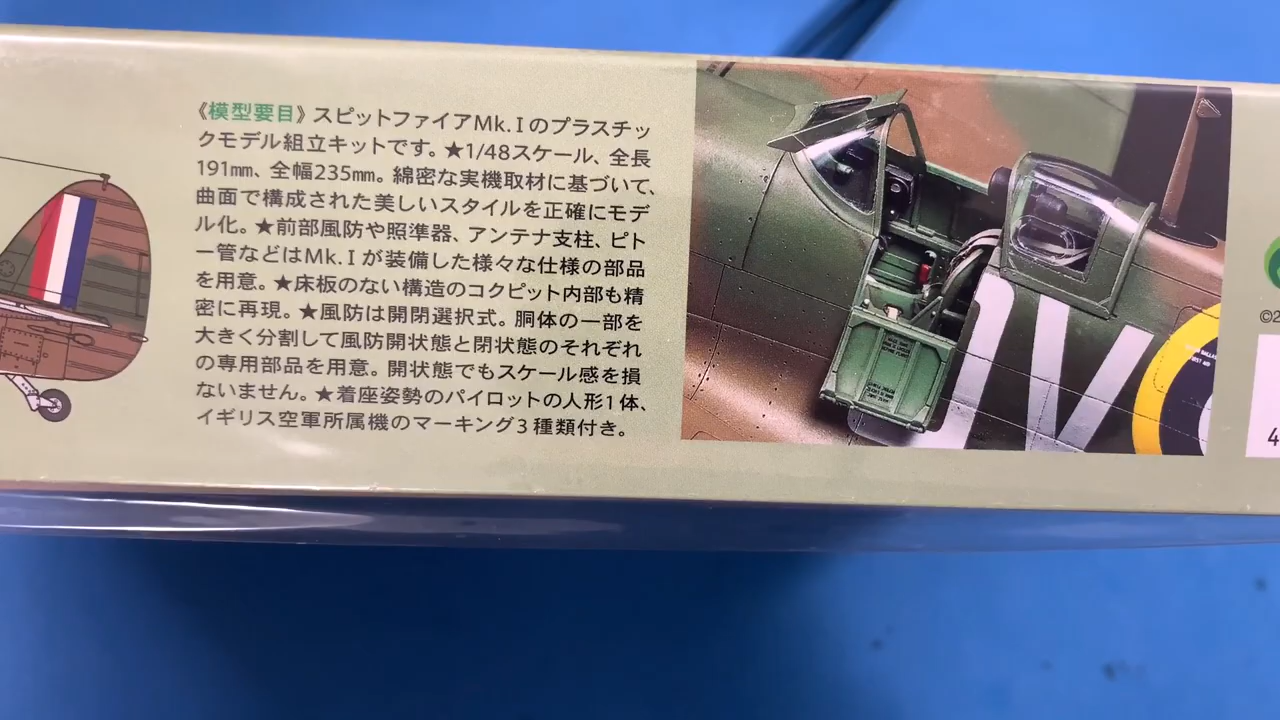 《模型要目》スピットファイアMk.Iのプラスチッ
クモデル組立キットです。★1/48スケール、全長
191mm、全幅235mm。綿密な実機取材に基づいて、
曲面で構成された美しいスタイルを正確にモデ
ル化。★前部風防や照準器、アンテナ支柱、ピト
ー管などはMk.Iが装備した様々な仕様の部品
を用意。★床板のない構造のコクピット内部も精
密に再現。★風防は開閉選択式。胴体の一部を
大きく分割して風防開状態と閉状態のそれぞれ
の専用部品を用意。開状態でもスケール感を損
ないません。★着座姿勢のパイロットの人形1体、
イギリス空軍所属機のマーキング3種類付き。
©2
4